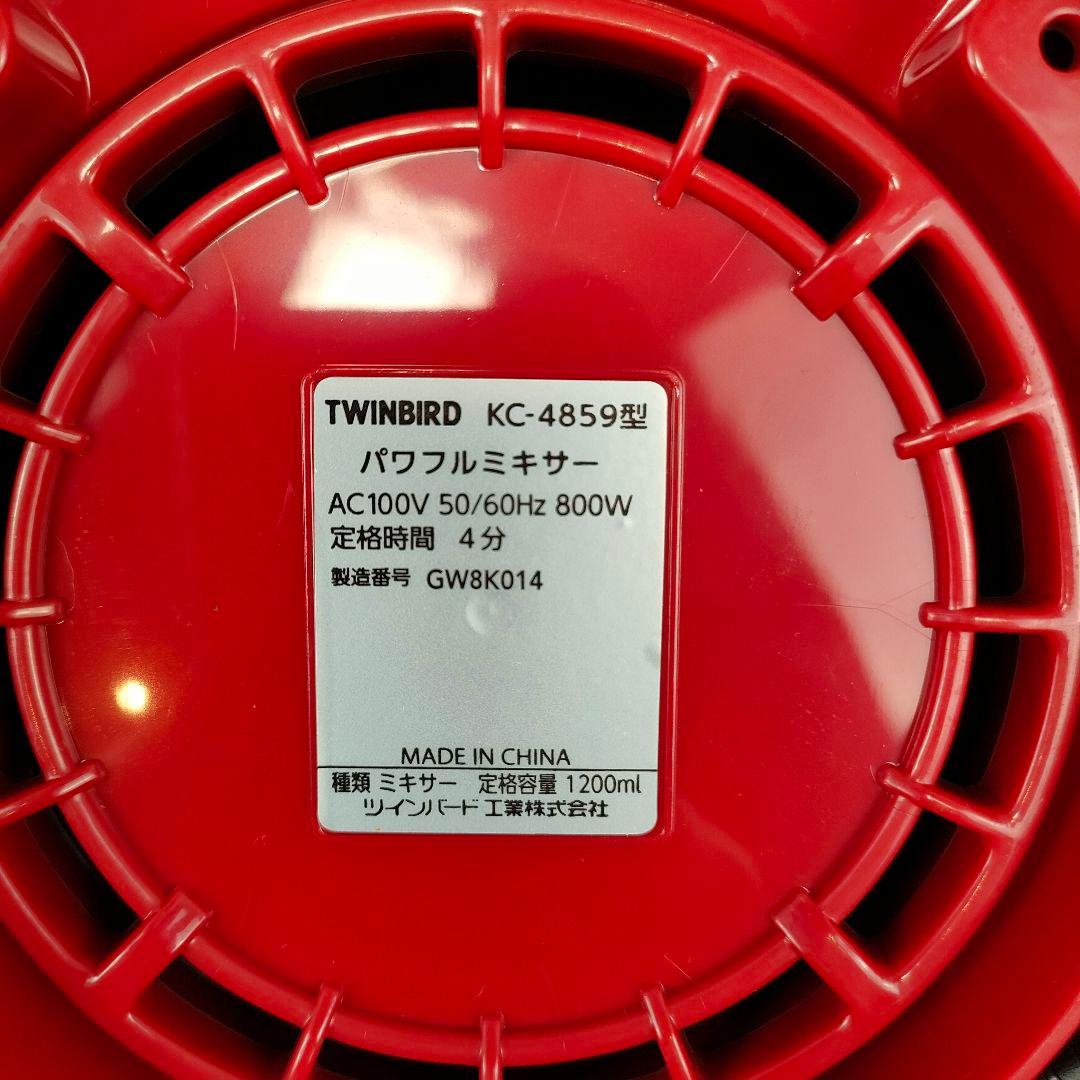 TWINBIRD KC-4859型
パワフルミキサー
AC100V 50/60Hz 800W
定格時間 4分
製造番号 GW8K014
MADE IN CHINA
種類 ミキサー 定格容量 1200ml
ツインバード工業株式会社